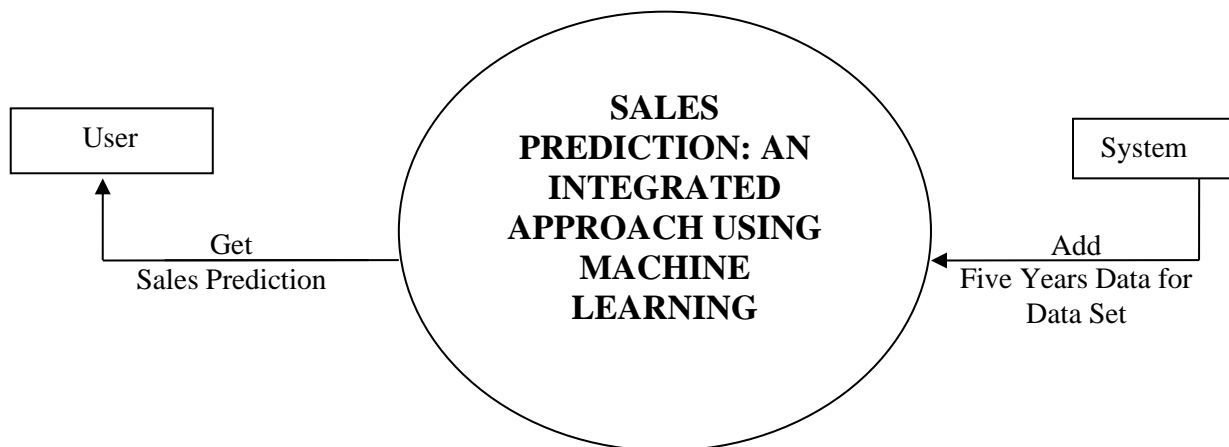 User
Get
Sales Prediction
SALES
PREDICTION: AN
INTEGRATED
APPROACH USING
MACHINE
LEARNING
System
Add
Five Years Data for
Data Set